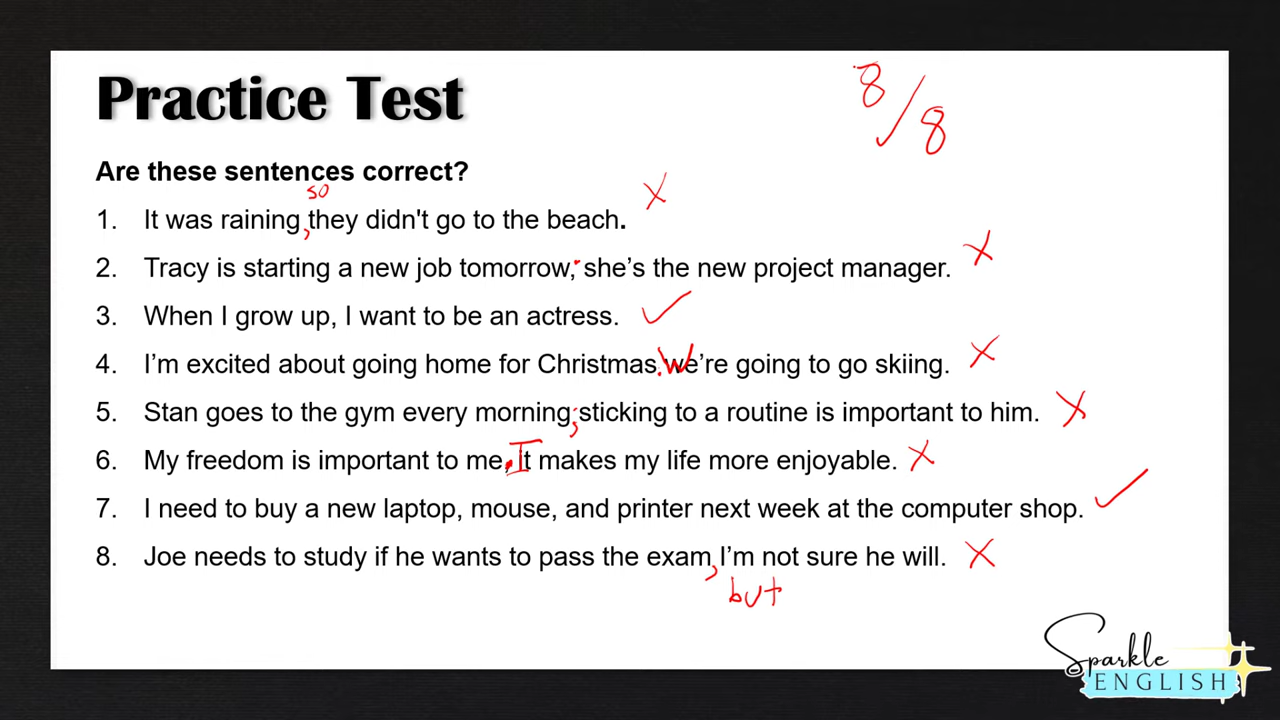 Practice Test
8/8
Are these sentences correct?
so
1. It was raining, they didn't go to the beach. X
2. Tracy is starting a new job tomorrow; she's the new project manager. X
3. When I grow up, I want to be an actress. ✓
4. I'm excited about going home for Christmas. We're going to go skiing. X
5. Stan goes to the gym every morning; sticking to a routine is important to him. X
6. My freedom is important to me. It makes my life more enjoyable. X
7. I need to buy a new laptop, mouse, and printer next week at the computer shop. ✓
8. Joe needs to study if he wants to pass the exam, I'm not sure he will. X
but
Sparkle
ENGLISH